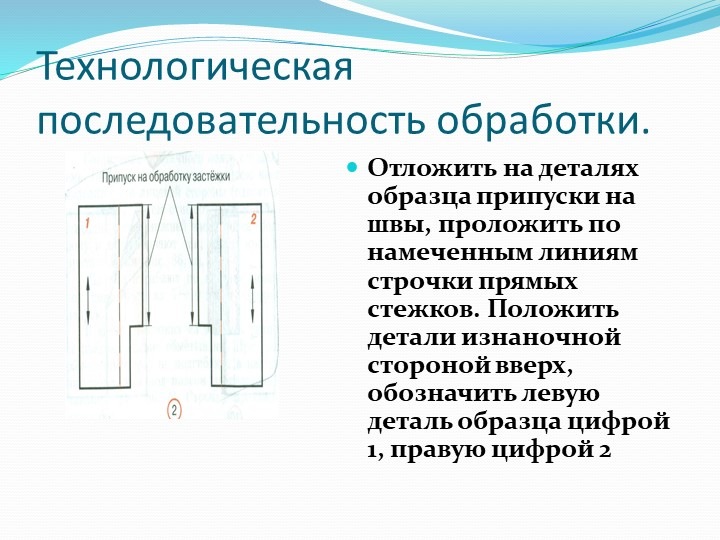 Технологическая
последовательность обработки.
Припуск на обработку застёжки
1
2
2
• Отложить на деталях
образца припуски на
швы, проложить по
намеченным линиям
строчки прямых
стежков. Положить
детали изнаночной
стороной вверх,
обозначить левую
деталь образца цифрой
1, правую цифрой 2